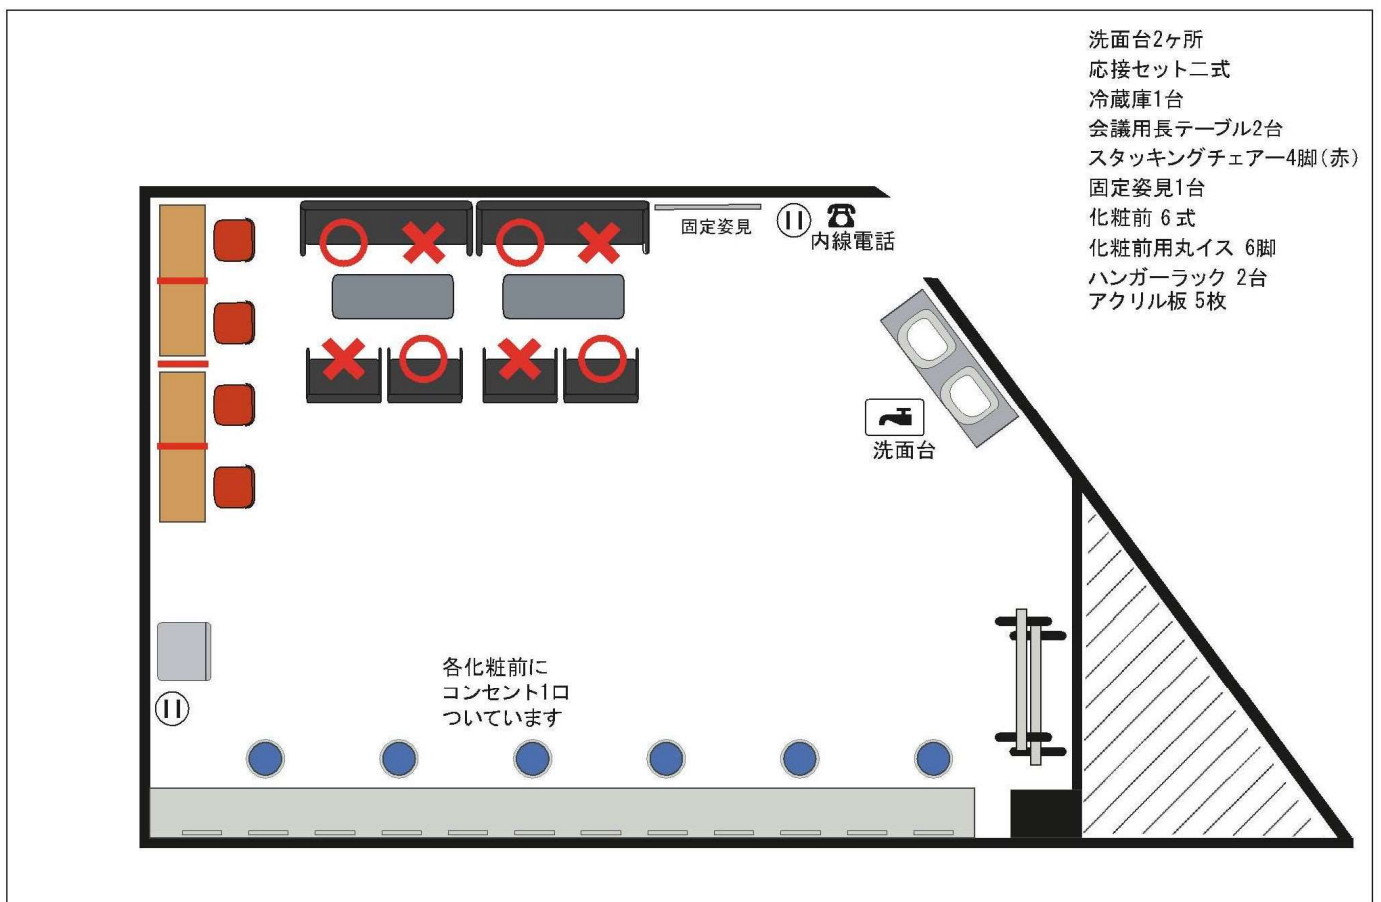 洗面台2ヶ所
応接セット二式
冷蔵庫1台
会議用長テーブル2台
スタッキングチェアー4脚(赤)
固定姿見1台
化粧前 6 式
化粧前用丸イス 6脚
ハンガーラック 2台
アクリル板 5枚
固定姿見
内線電話
洗面台
各化粧前に
コンセント1口
ついています